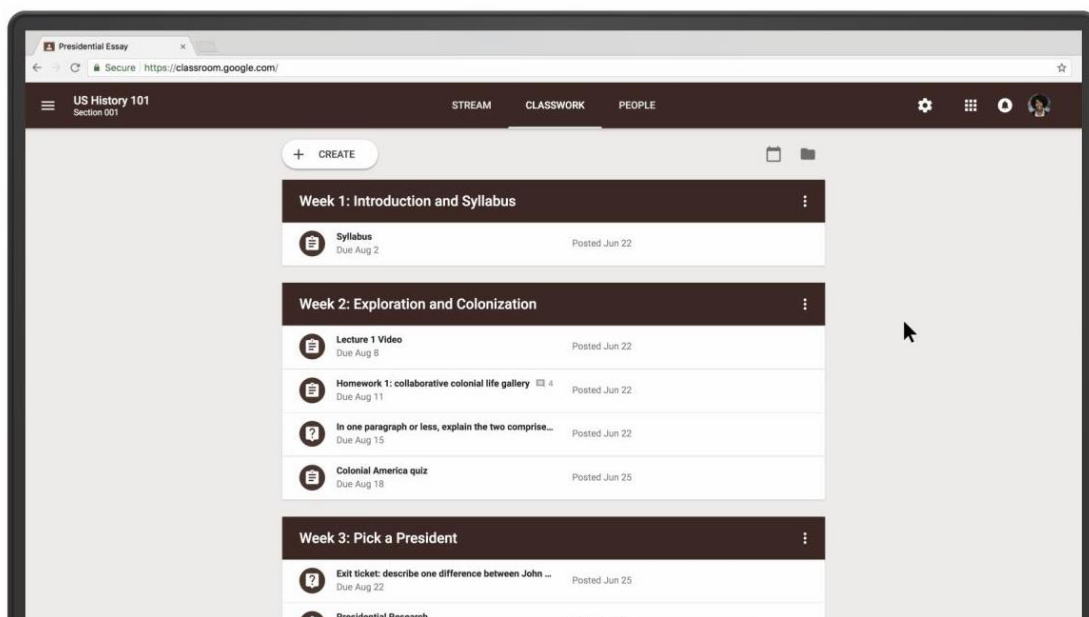 Presidential Essay
Secure https://classroom.google.com/
US History 101
Section 001
STREAM CLASSWORK PEOPLE
+ CREATE
Week 1: Introduction and Syllabus
Syllabus
Due Aug 2
Posted Jun 22
Week 2: Exploration and Colonization
Lecture 1 Video
Due Aug 8
Posted Jun 22
Homework 1: collaborative colonial life gallery 4
Due Aug 11
Posted Jun 22
In one paragraph or less, explain the two comprise...
Due Aug 15
Posted Jun 22
Colonial America quiz
Due Aug 18
Posted Jun 25
Week 3: Pick a President
Exit ticket: describe one difference between John ...
Due Aug 22
Posted Jun 25
Presidential Research